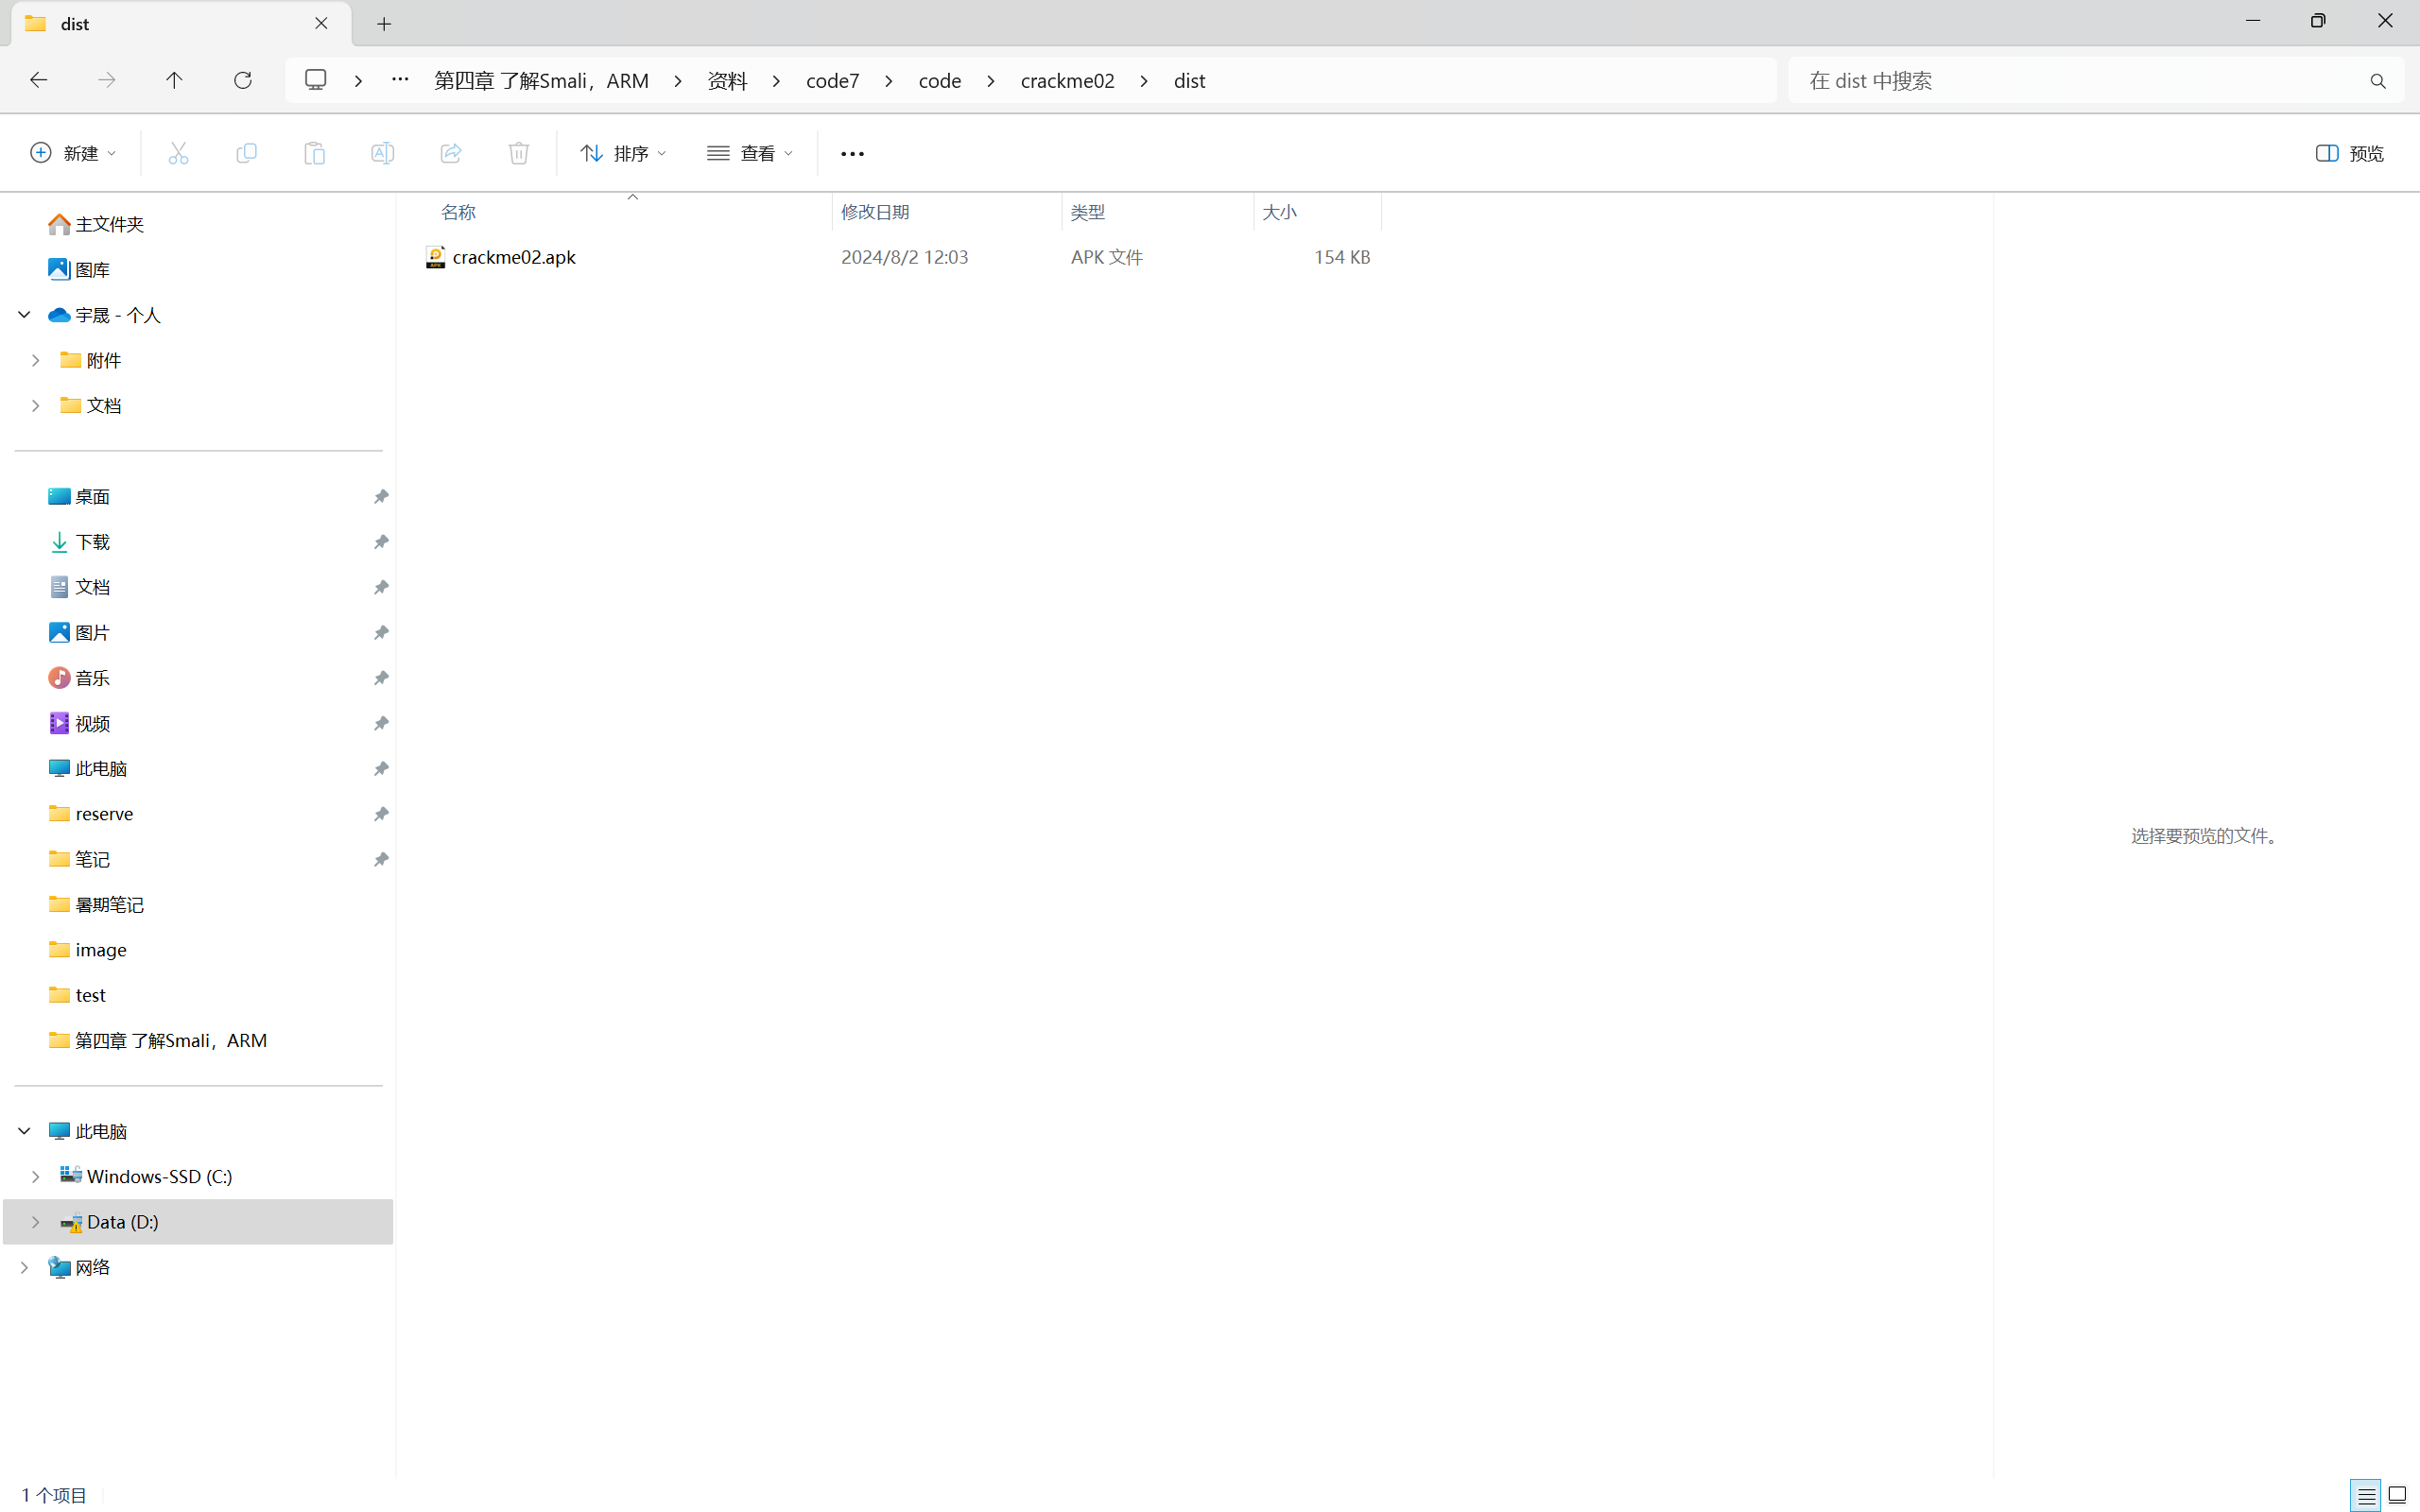 dist
第四章 了解Smali，ARM 资料 code7 code crackme02 dist
在 dist 中搜索
新建 排序 查看 预览
名称 修改日期 类型 大小
crackme02.apk 2024/8/2 12:03 APK 文件 154 KB
主文件夹
图库
宇晟 - 个人
附件
文档
桌面
下载
文档
图片
音乐
视频
此电脑
reserve
笔记
暑期笔记
image
test
第四章 了解Smali，ARM
此电脑
Windows-SSD (C:)
Data (D:)
网络
选择要预览的文件。
1 个项目